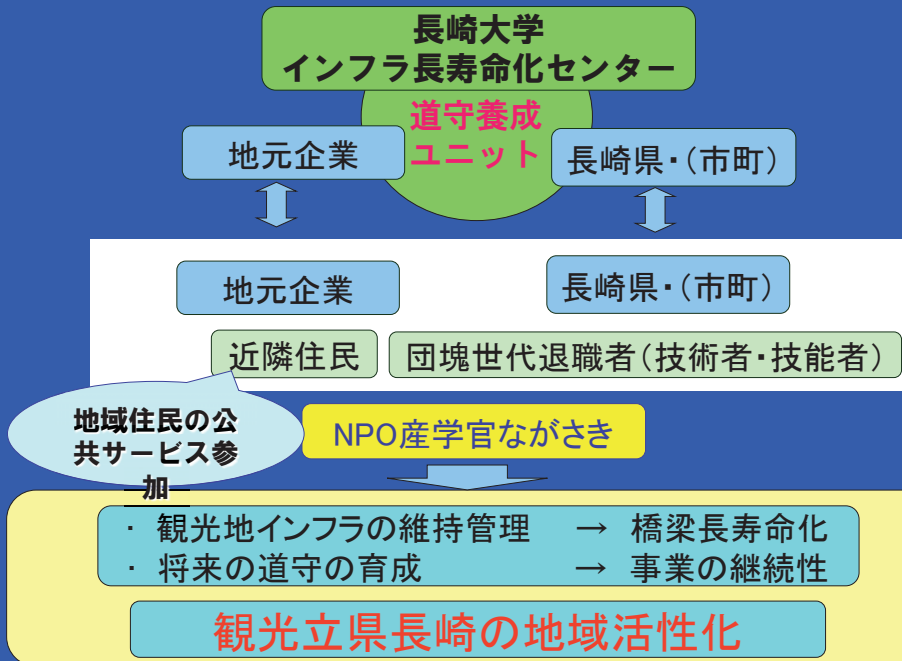 長崎大学
インフラ長寿命化センター
道守養成
ユニット
地元企業
長崎県・(市町)
地元企業
長崎県・(市町)
近隣住民
団塊世代退職者(技術者・技能者)
地域住民の公
共サービス参
加
NPO産学官ながさき
・ 観光地インフラの維持管理 → 橋梁長寿命化
・ 将来の道守の育成 → 事業の継続性
観光立県長崎の地域活性化